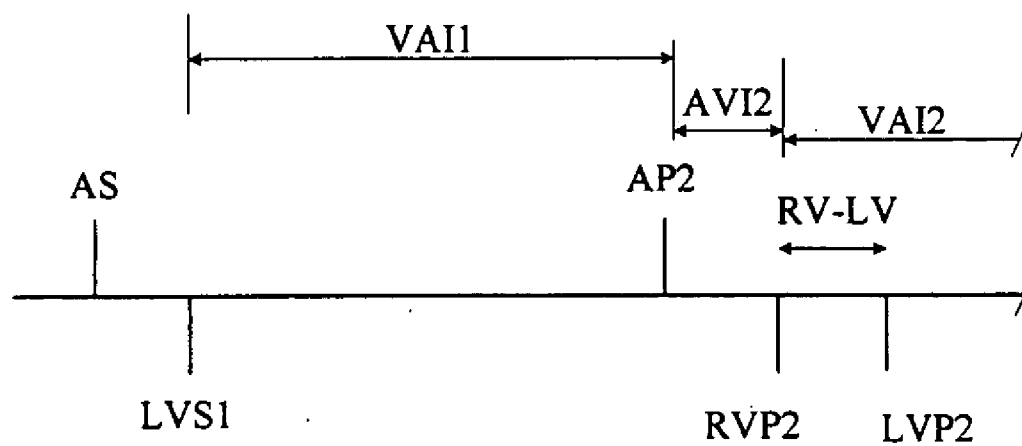 VAI1
AVI2
VAI2
AS
AP2
RV-LV
LVS1
RVP2
LVP2